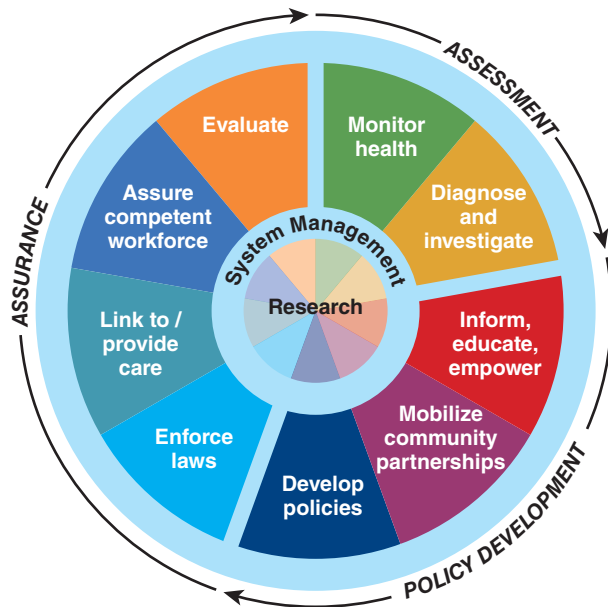 ASSESSMENT
Monitor
health
Diagnose
and
investigate
POLICY DEVELOPMENT
Inform,
educate,
empower
Mobilize
community
partnerships
Develop
policies
ASSURANCE
Enforce
laws
Link to /
provide
care
Assure
competent
workforce
Evaluate
System Management
Research